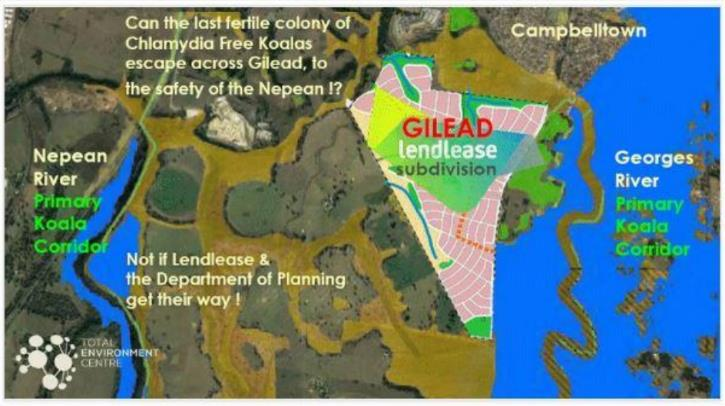 Can the last fertile colony of
Chlamydia Free Koalas
escape across Gilead, to
the safety of the Nepean !?
Campbelltown
GILEAD
lendlease
subdivision
Nepean
River
Primary
Koala
Corridor
Georges
River
Primary
Koala
Corridor
Not if Lendlease &
the Department of Planning
get their way !
TOTAL
ENVIRONMENT
CENTRE